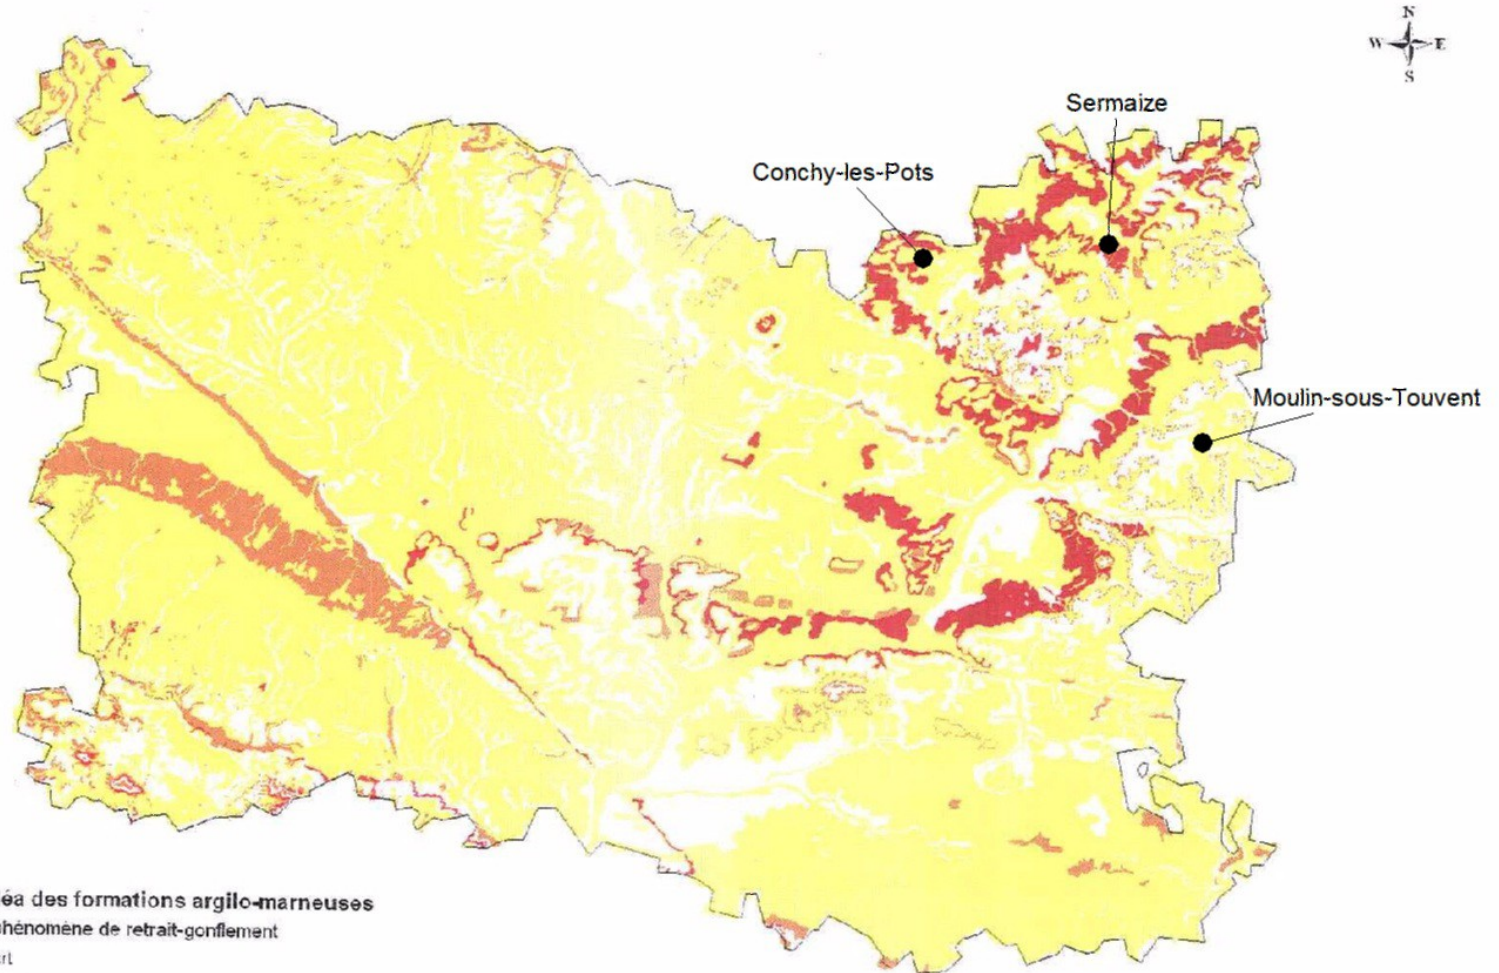 N
W E
S
Sermaize
Conchy-les-Pots
Moulin-sous-Touvent
éa des formations argilo-marneuses
hénomène de retrait-gonflement